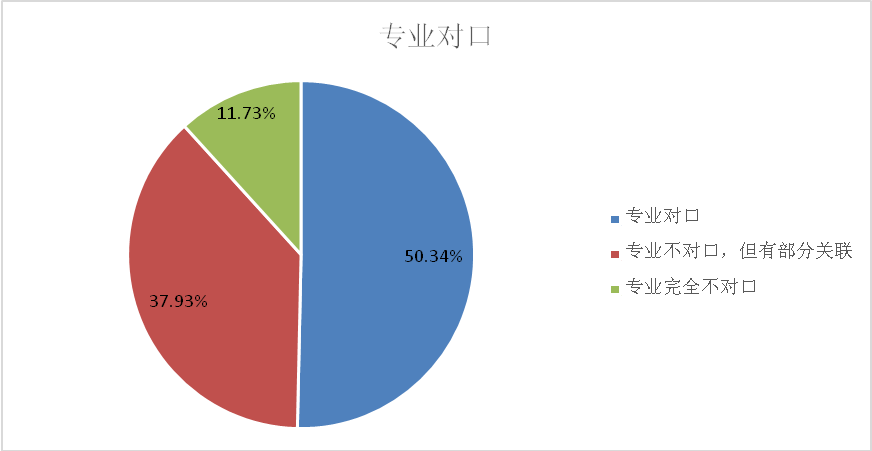 专业对口
11.73%
50.34%
37.93%
专业对口
专业不对口，但有部分关联
专业完全不对口